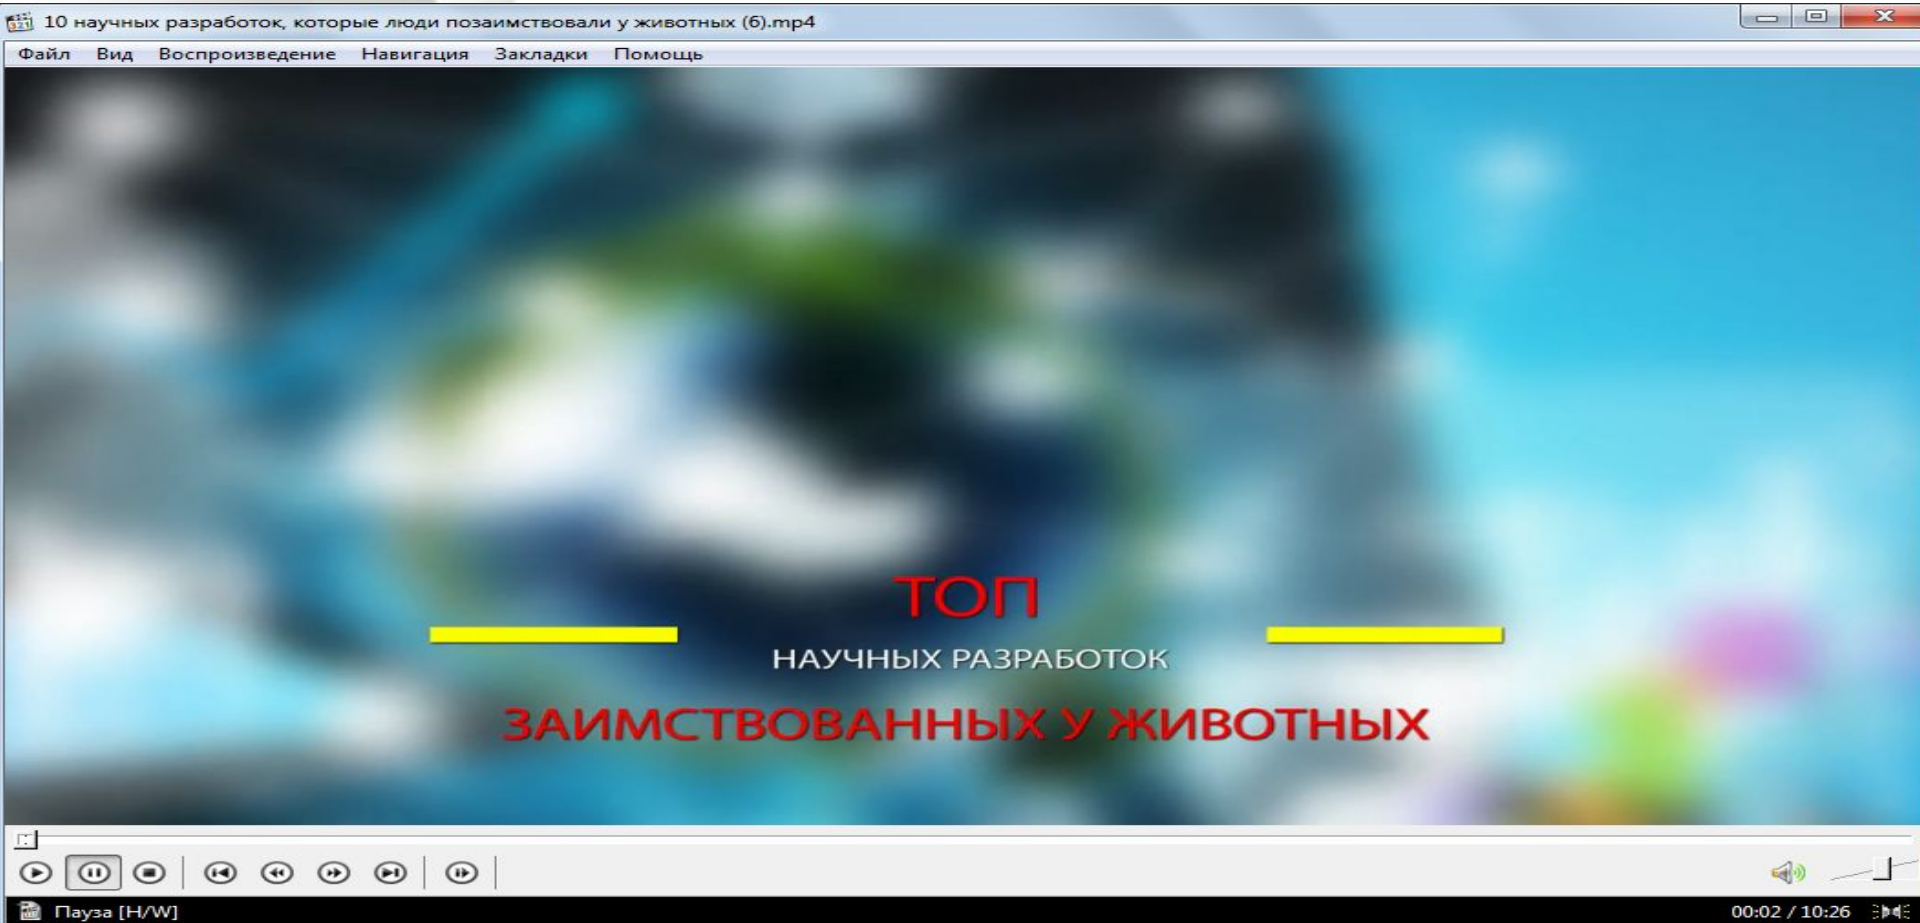 10 научных разработок, которые люди позаимствовали у животных (6).mp4
Файл Вид Воспроизведение Навигация Закладки Помощь
ТОП
НАУЧНЫХ РАЗРАБОТОК
ЗАИМСТВОВАННЫХ У ЖИВОТНЫХ
Пауза [H/W]
00:02 / 10:26